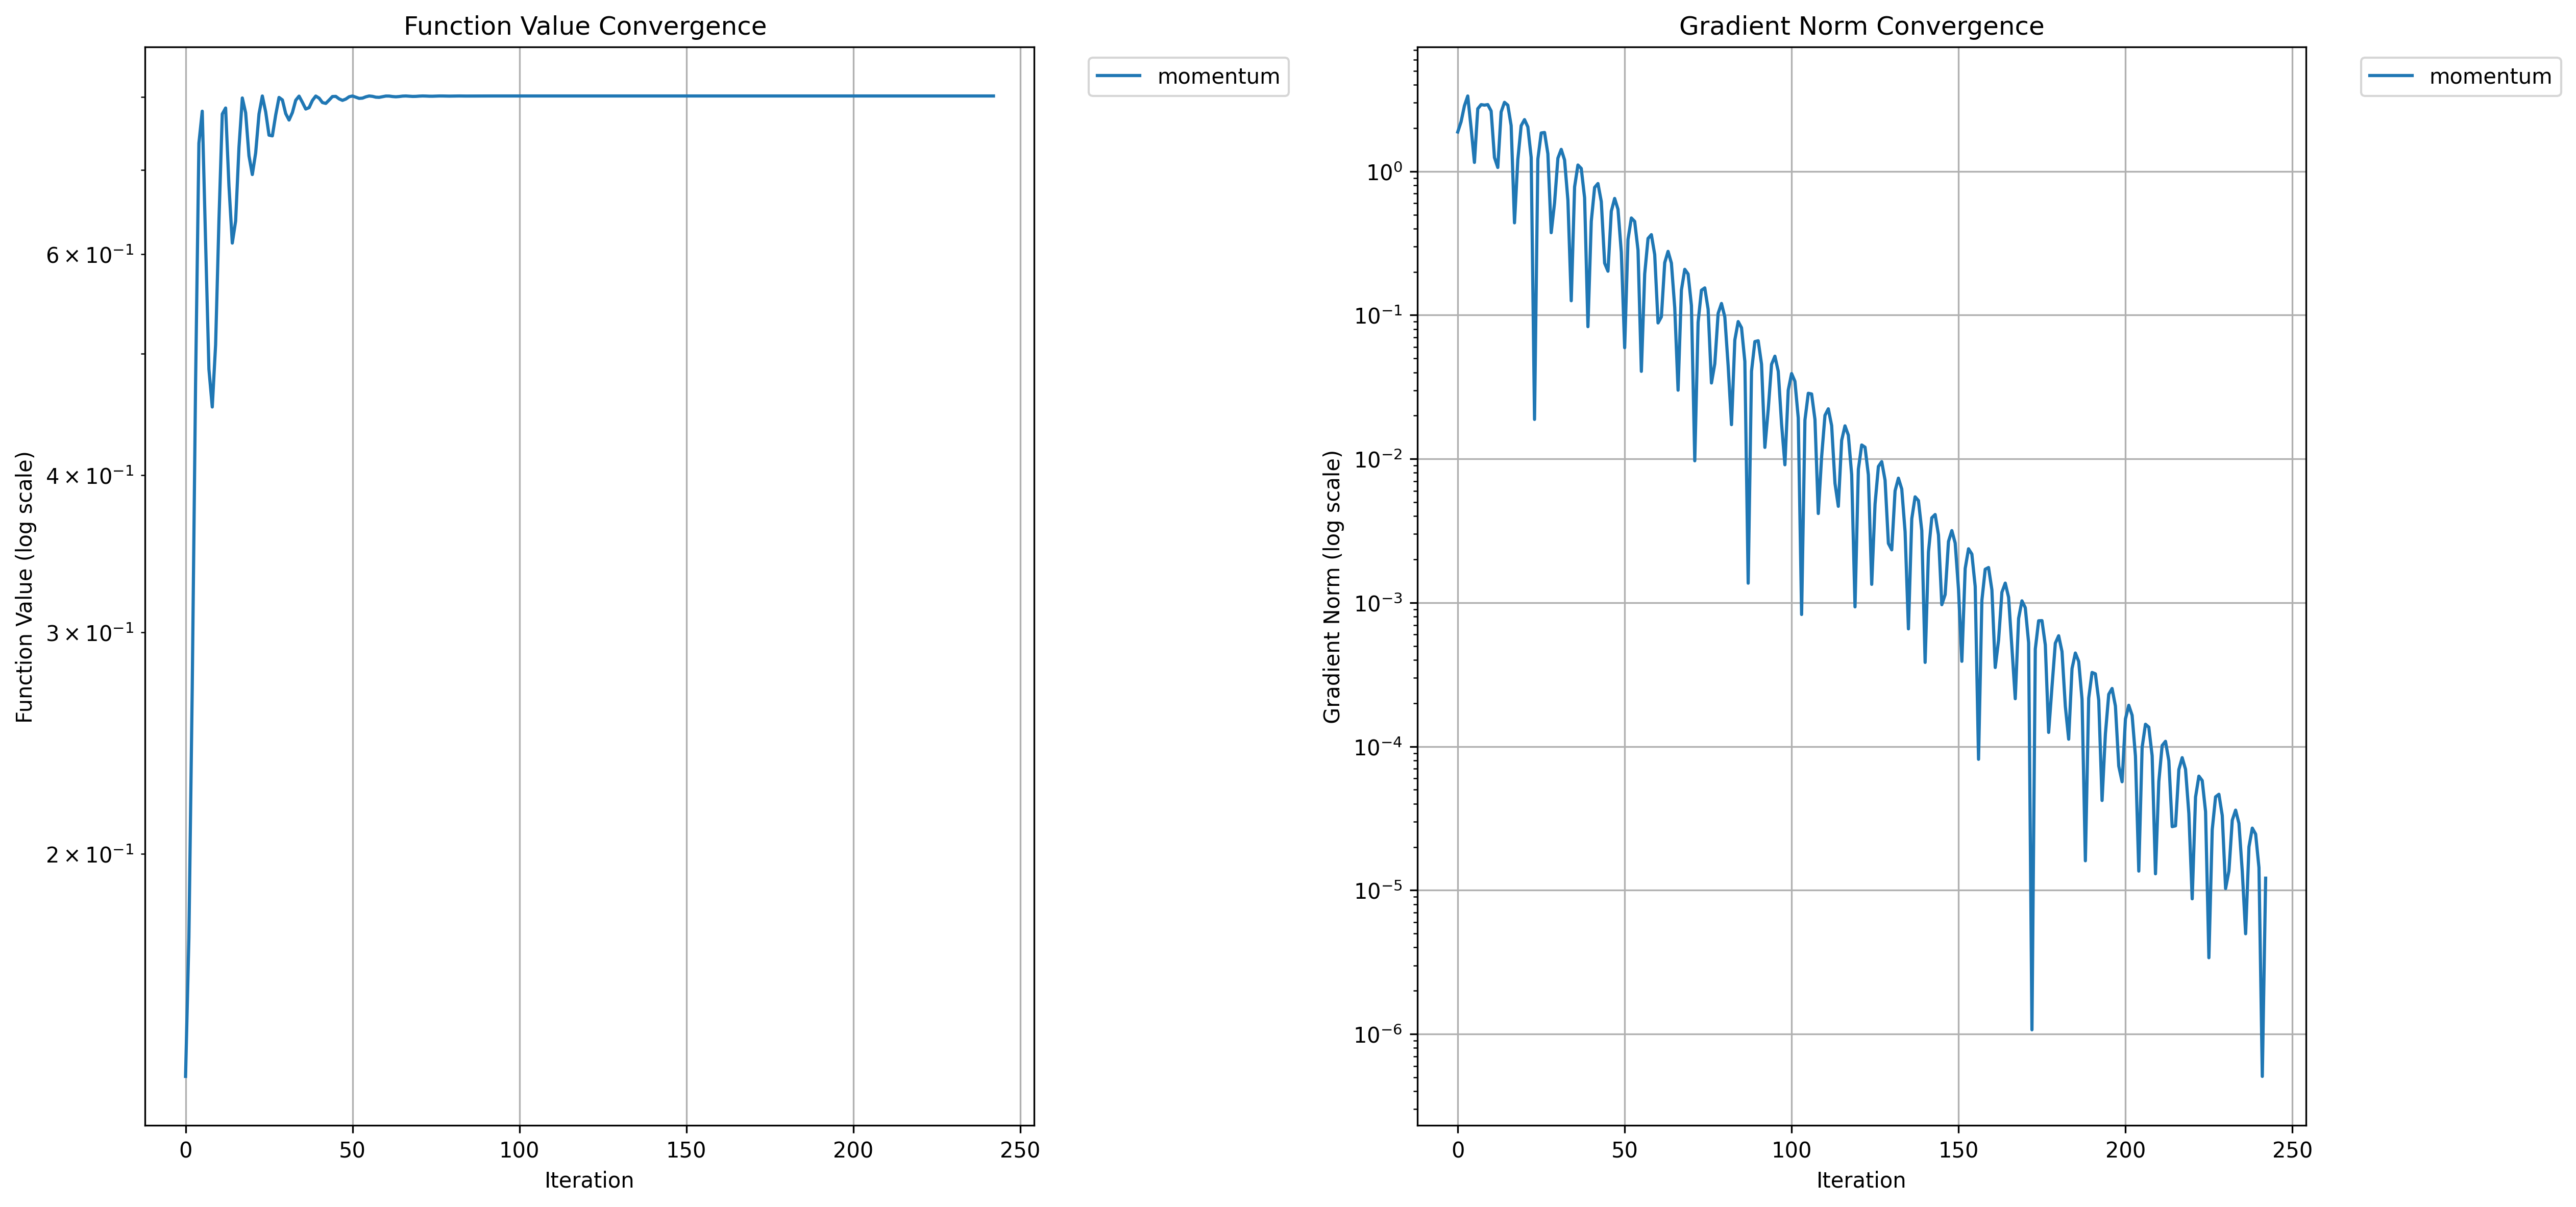 Function Value Convergence
Function Value (log scale)
6 × 10⁻¹
4 × 10⁻¹
3 × 10⁻¹
2 × 10⁻¹
0 50 100 150 200 250
Iteration
momentum
Gradient Norm Convergence
Gradient Norm (log scale)
10⁰
10⁻¹
10⁻²
10⁻³
10⁻⁴
10⁻⁵
10⁻⁶
0 50 100 150 200 250
Iteration
momentum